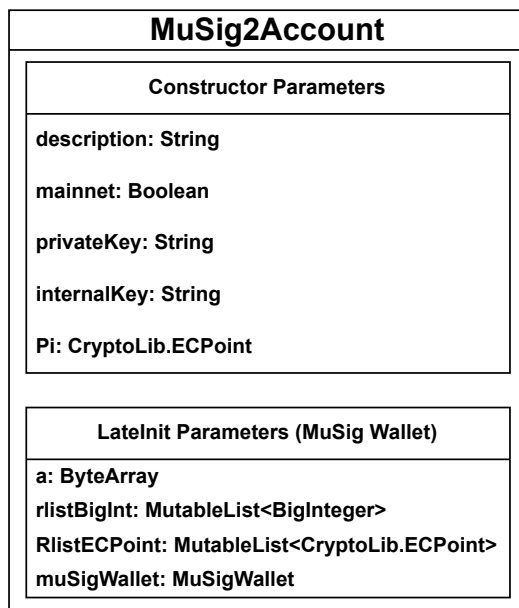 MuSig2Account
Constructor Parameters
description: String
mainnet: Boolean
privateKey: String
internalKey: String
Pi: CryptoLib.ECPoint
LateInit Parameters (MuSig Wallet)
a: ByteArray
rlistBigInt: MutableList<BigInteger>
RlistECPoint: MutableList<CryptoLib.ECPoint>
muSigWallet: MuSigWallet